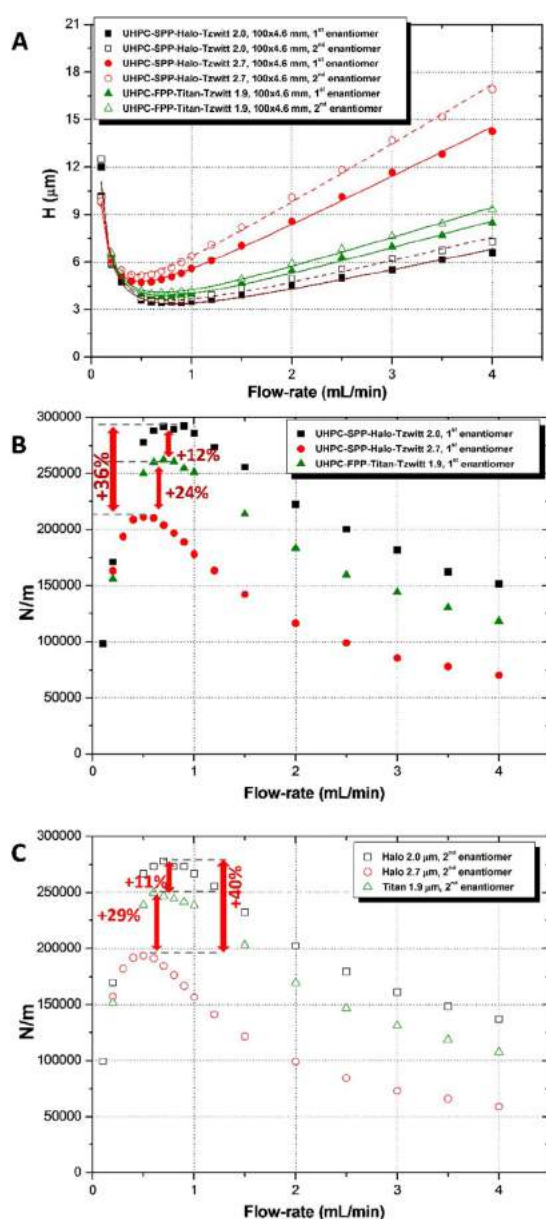 A
UHPC-SPP-Halo-Tzwitt 2.0, 100x4.6 mm, 1st enantiomer
UHPC-SPP-Halo-Tzwitt 2.0, 100x4.6 mm, 2nd enantiomer
UHPC-SPP-Halo-Tzwitt 2.7, 100x4.6 mm, 1st enantiomer
UHPC-SPP-Halo-Tzwitt 2.7, 100x4.6 mm, 2nd enantiomer
UHPC-FPP-Titan-Tzwitt 1.9, 100x4.6 mm, 1st enantiomer
UHPC-FPP-Titan-Tzwitt 1.9, 100x4.6 mm, 2nd enantiomer
H (µm)
21
18
15
12
9
6
3
0
0 1 2 3 4
Flow-rate (mL/min)
B
UHPC-SPP-Halo-Tzwitt 2.0, 1st enantiomer
UHPC-SPP-Halo-Tzwitt 2.7, 1st enantiomer
UHPC-FPP-Titan-Tzwitt 1.9, 1st enantiomer
+36%
+12%
+24%
N/m
300000
250000
200000
150000
100000
50000
0
0 1 2 3 4
Flow-rate (mL/min)
C
Halo 2.0 µm, 2nd enantiomer
Halo 2.7 µm, 2nd enantiomer
Titan 1.9 µm, 2nd enantiomer
+11%
+40%
+29%
N/m
300000
250000
200000
150000
100000
50000
0
0 1 2 3 4
Flow-rate (mL/min)